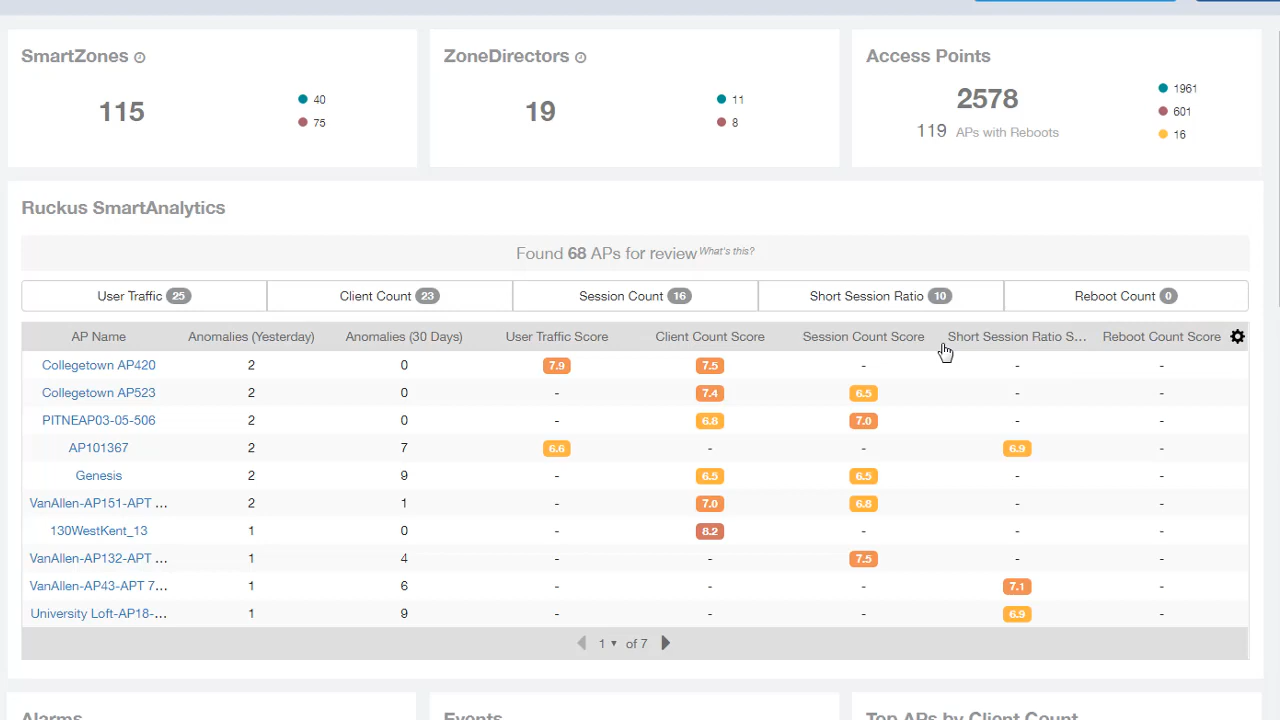 SmartZones
115
40
75
ZoneDirectors
19
11
8
Access Points
2578
119 APs with Reboots
1961
601
16
Ruckus SmartAnalytics
Found 68 APs for review What's this?
User Traffic 25 Client Count 23 Session Count 16 Short Session Ratio 10 Reboot Count 0
AP Name Anomalies (Yesterday) Anomalies (30 Days) User Traffic Score Client Count Score Session Count Score Short Session Ratio S... Reboot Count Score
Collegetown AP420 2 0 7.9 7.5 - - -
Collegetown AP523 2 0 - 7.4 6.5 - -
PITNEAP03-05-506 2 0 - 6.8 7.0 - -
AP101367 2 7 6.6 - - 6.9 -
Genesis 2 9 - 6.5 6.5 - -
VanAllen-AP151-APT ... 2 1 - 7.0 6.8 - -
130WestKent_13 1 0 - 8.2 - - -
VanAllen-AP132-APT ... 1 4 - - 7.5 - -
VanAllen-AP43-APT 7... 1 6 - - - 7.1 -
University Loft-AP18-... 1 9 - - - 6.9 -
1 of 7
Alarms
Events
Top APs by Client Count